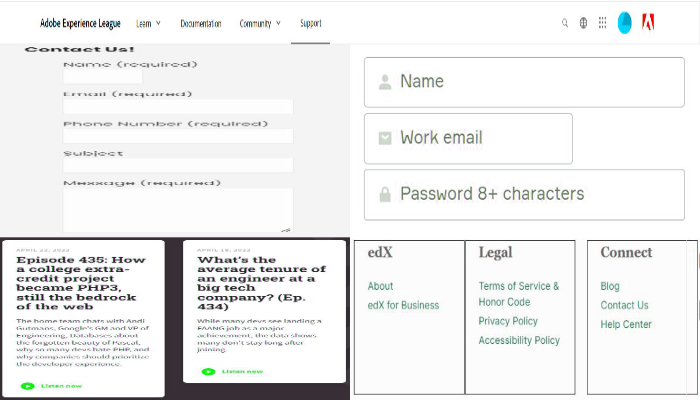 Adobe Experience League Learn Documentation Community Support
Contact Us!
Name (required)
Email (required)
Phone Number (required)
Subject
Mexxage (required)
Name
Work email
Password 8+ characters
APRIL 22, 2022
Episode 435: How
a college extra-
credit project
became PHP3,
still the bedrock
of the web
The home team chats with Andi
Gutmans, Google's GM and VP of
Engineering, Databases about
the forgotten beauty of Pascal,
why so many devs hate PHP, and
why companies should prioritize
the developer experience.
Listen now
APRIL 19, 2022
What's the
average tenure of
an engineer at a
big tech
company? (Ep.
434)
While many devs see landing a
FAANG job as a major
achievement, the data shows
many don't stay long after
joining.
Listen now
edX
About
edX for Business
Legal
Terms of Service &
Honor Code
Privacy Policy
Accessibility Policy
Connect
Blog
Contact Us
Help Center